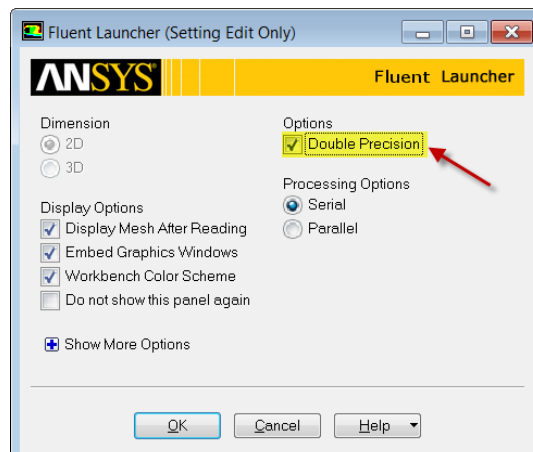 Fluent Launcher (Setting Edit Only)
ANSYS
Fluent Launcher
Dimension
2D
3D
Display Options
Display Mesh After Reading
Embed Graphics Windows
Workbench Color Scheme
Do not show this panel again
Show More Options
Options
Double Precision
Processing Options
Serial
Parallel
OK
Cancel
Help